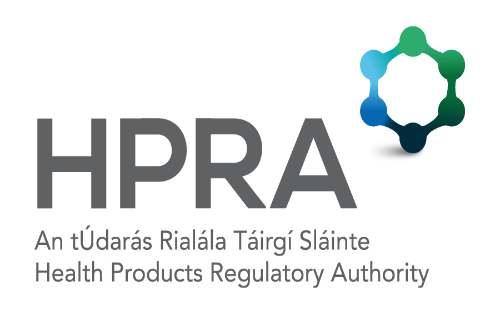 HPRA
An tÚdarás Rialála Táirgí Sláinte
Health Products Regulatory Authority